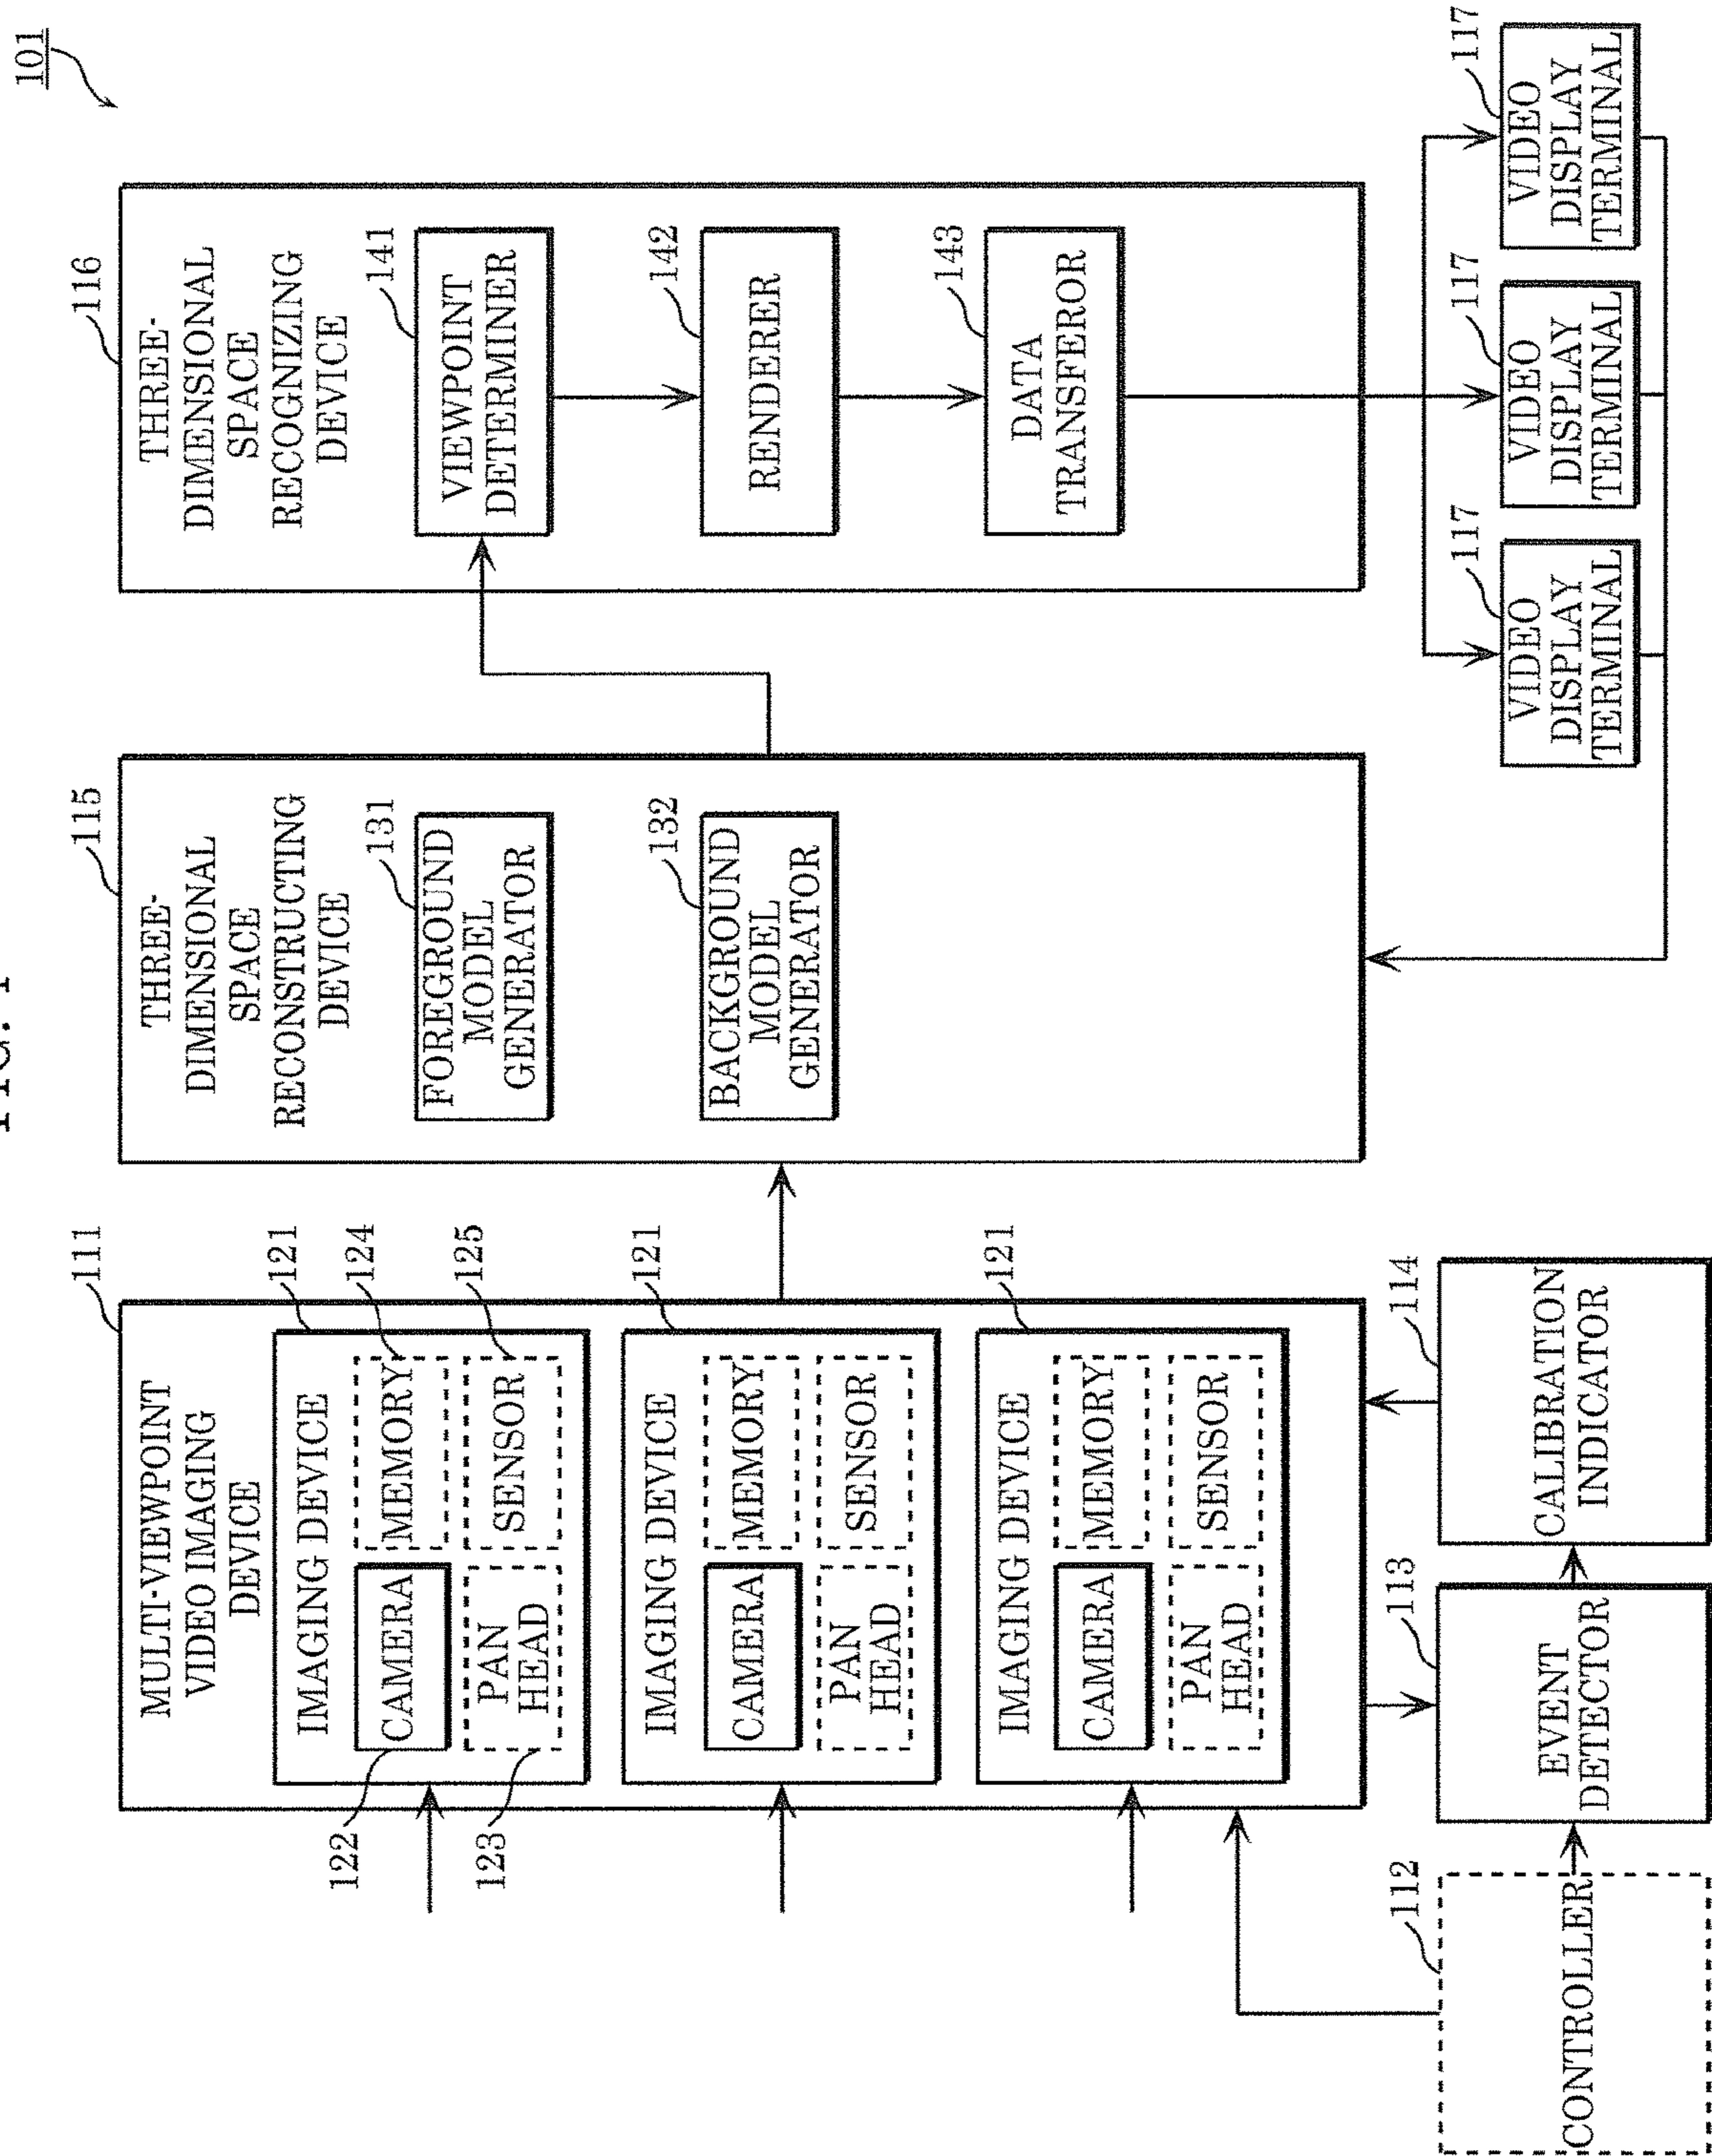 FIG. 1
101
111
MULTI-VIEWPOINT
VIDEO IMAGING
DEVICE
121
IMAGING DEVICE
122
CAMERA
124
MEMORY
123
PAN
HEAD
125
SENSOR
121
IMAGING DEVICE
CAMERA
MEMORY
PAN
HEAD
SENSOR
121
IMAGING DEVICE
CAMERA
MEMORY
PAN
HEAD
SENSOR
112
CONTROLLER
113
EVENT
DETECTOR
114
CALIBRATION
INDICATOR
115
THREE-
DIMENSIONAL
SPACE
RECONSTRUCTING
DEVICE
131
FOREGROUND
MODEL
GENERATOR
132
BACKGROUND
MODEL
GENERATOR
116
THREE-
DIMENSIONAL
SPACE
RECOGNIZING
DEVICE
141
VIEWPOINT
DETERMINER
142
RENDERER
143
DATA
TRANSFEROR
117
VIDEO
DISPLAY
TERMINAL
117
VIDEO
DISPLAY
TERMINAL
117
VIDEO
DISPLAY
TERMINAL